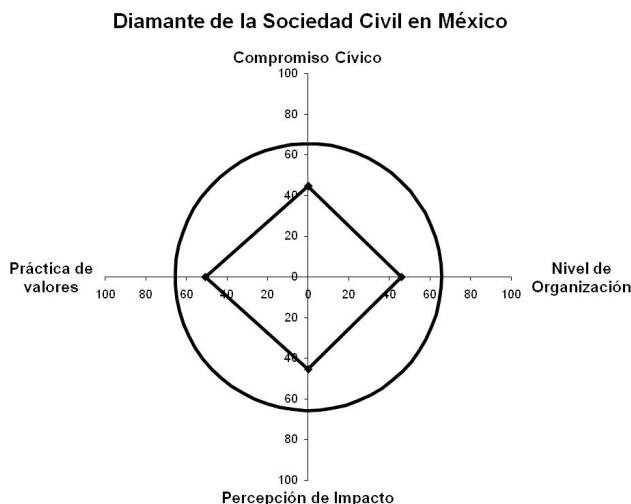 Diamante de la Sociedad Civil en México
Compromiso Cívico
100
80
60
40
20
Práctica de
valores
Nivel de
Organización
100 80 60 40 20 0 20 40 60 80 100
0
20
40
60
80
100
Percepción de Impacto